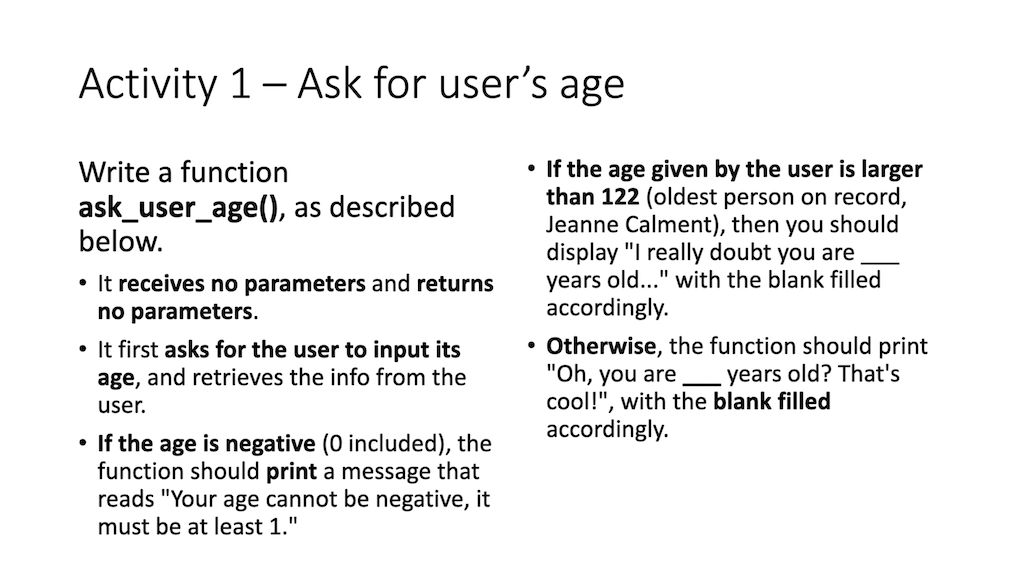 Activity 1 – Ask for user’s age
Write a function
ask_user_age(), as described
below.
• It receives no parameters and returns
no parameters.
• It first asks for the user to input its
age, and retrieves the info from the
user.
• If the age is negative (0 included), the
function should print a message that
reads "Your age cannot be negative, it
must be at least 1."
• If the age given by the user is larger
than 122 (oldest person on record,
Jeanne Calment), then you should
display "I really doubt you are ___
years old..." with the blank filled
accordingly.
• Otherwise, the function should print
"Oh, you are ___ years old? That's
cool!", with the blank filled
accordingly.